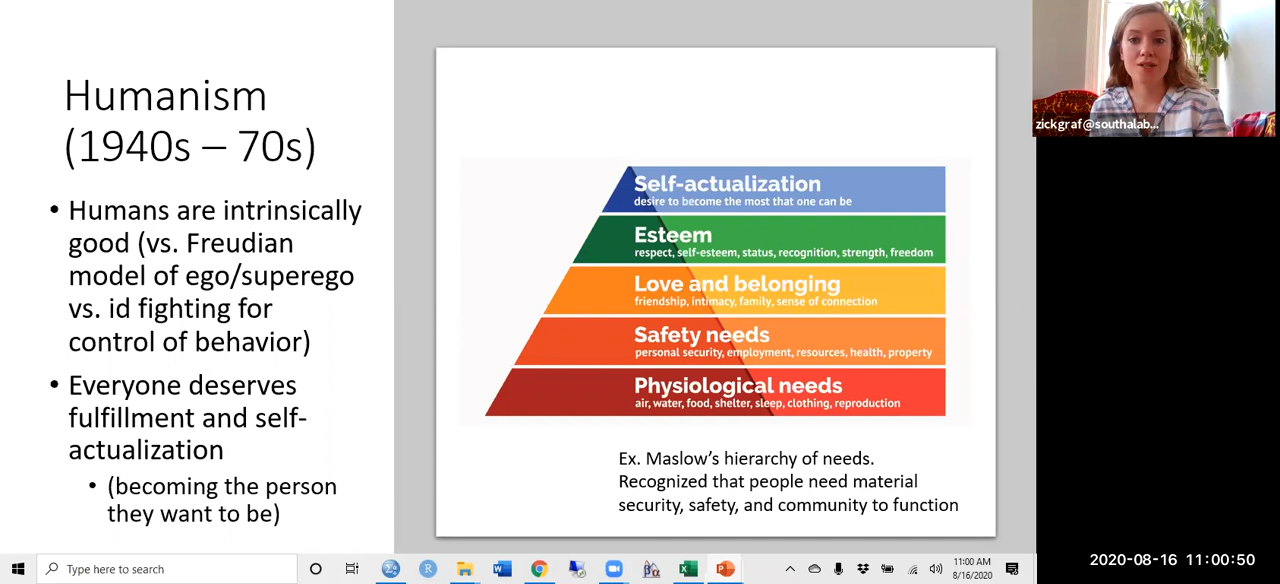 Humanism
(1940s – 70s)
• Humans are intrinsically
good (vs. Freudian
model of ego/superego
vs. id fighting for
control of behavior)
• Everyone deserves
fulfillment and self-
actualization
• (becoming the person
they want to be)
Self-actualization
desire to become the most that one can be
Esteem
respect, self-esteem, status, recognition, strength, freedom
Love and belonging
friendship, intimacy, family, sense of connection
Safety needs
personal security, employment, resources, health, property
Physiological needs
air, water, food, shelter, sleep, clothing, reproduction
Ex. Maslow's hierarchy of needs.
Recognized that people need material
security, safety, and community to function
zickgraf@southalab...
Type here to search
R
W
βα
X
P
11:00 AM
8/16/2020
2020-08-16 11:00:50